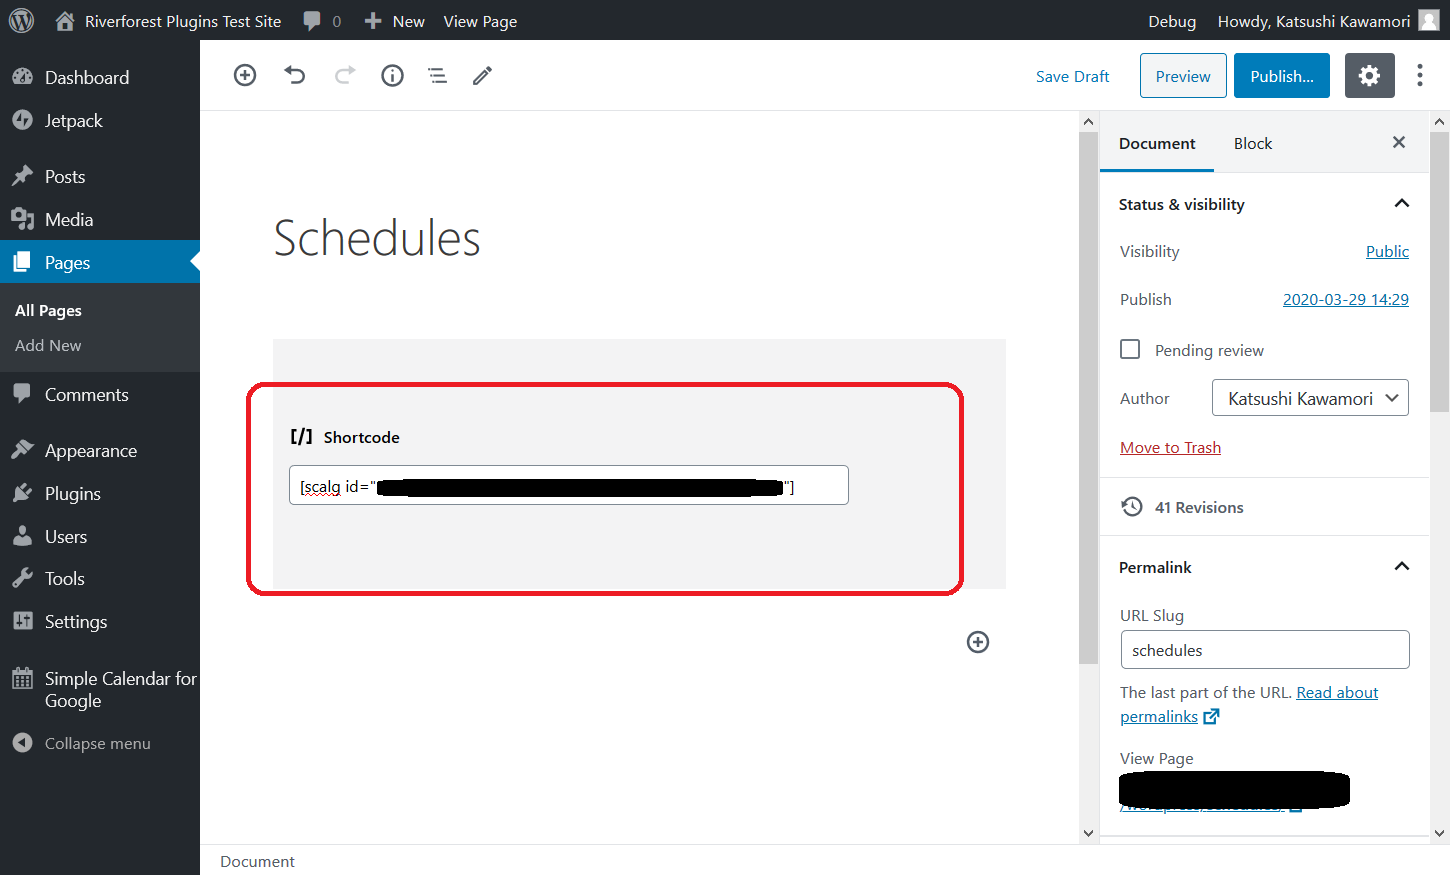 Riverforest Plugins Test Site 0 New View Page Debug Howdy, Katsushi Kawamori
Dashboard
Jetpack
Posts
Media
Pages
All Pages
Add New
Comments
Appearance
Plugins
Users
Tools
Settings
Simple Calendar for
Google
Collapse menu
Save Draft Preview Publish...
Schedules
[/] Shortcode
[scalg id="
"]
Document Block
Status & visibility
Visibility Public
Publish 2020-03-29 14:29
Pending review
Author Katsushi Kawamori
Move to Trash
41 Revisions
Permalink
URL Slug
schedules
The last part of the URL. Read about
permalinks
View Page
Document